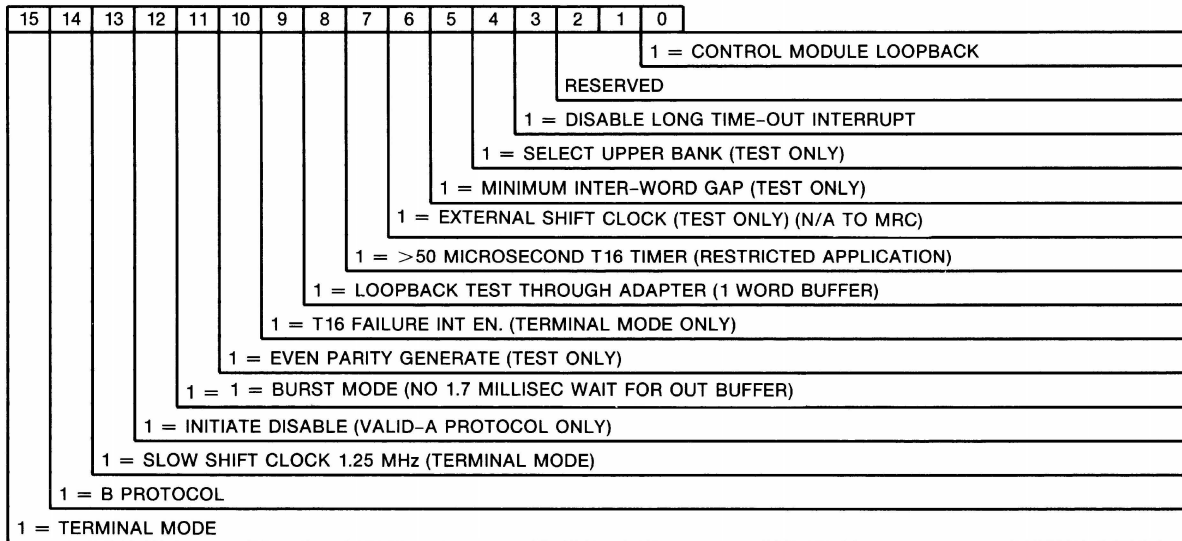 15 14 13 12 11 10 9 8 7 6 5 4 3 2 1 0
1 = CONTROL MODULE LOOPBACK
RESERVED
1 = DISABLE LONG TIME-OUT INTERRUPT
1 = SELECT UPPER BANK (TEST ONLY)
1 = MINIMUM INTER-WORD GAP (TEST ONLY)
1 = EXTERNAL SHIFT CLOCK (TEST ONLY) (N/A TO MRC)
1 = >50 MICROSECOND T16 TIMER (RESTRICTED APPLICATION)
1 = LOOPBACK TEST THROUGH ADAPTER (1 WORD BUFFER)
1 = T16 FAILURE INT EN. (TERMINAL MODE ONLY)
1 = EVEN PARITY GENERATE (TEST ONLY)
1 = 1 = BURST MODE (NO 1.7 MILLISEC WAIT FOR OUT BUFFER)
1 = INITIATE DISABLE (VALID-A PROTOCOL ONLY)
1 = SLOW SHIFT CLOCK 1.25 MHz (TERMINAL MODE)
1 = B PROTOCOL
1 = TERMINAL MODE